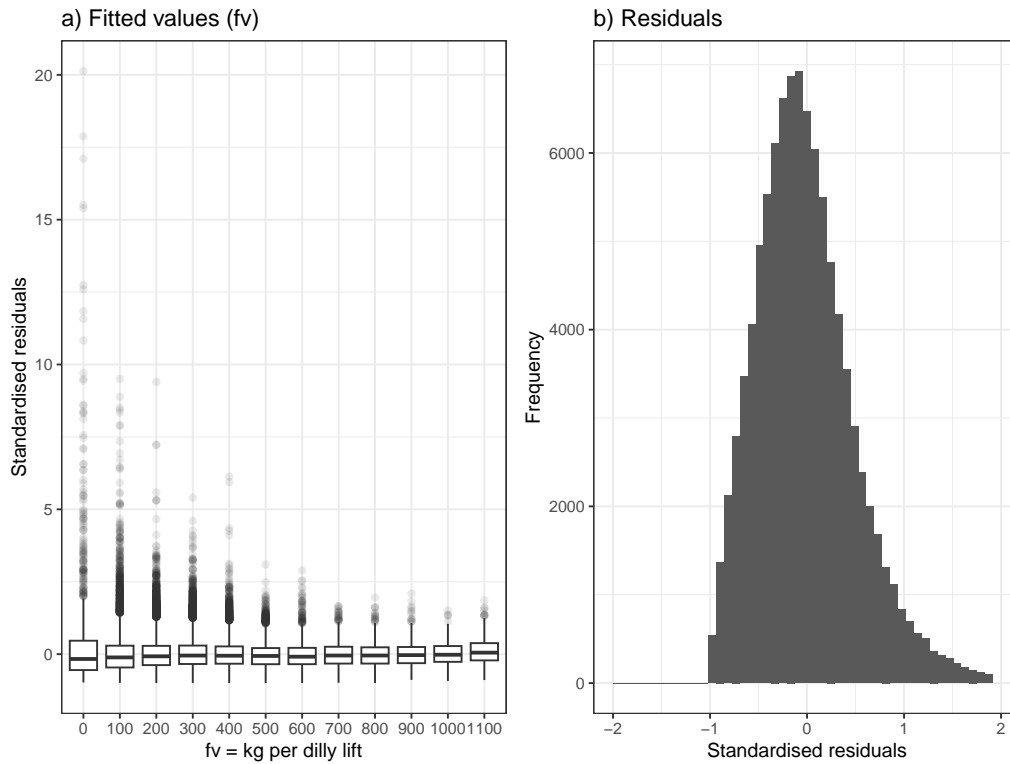 a) Fitted values (fv)
20
15
10
5
0
Standardised residuals
0 100 200 300 400 500 600 700 800 900 1000 1100
fv = kg per dilly lift
b) Residuals
6000
4000
2000
0
Frequency
−2 −1 0 1 2
Standardised residuals